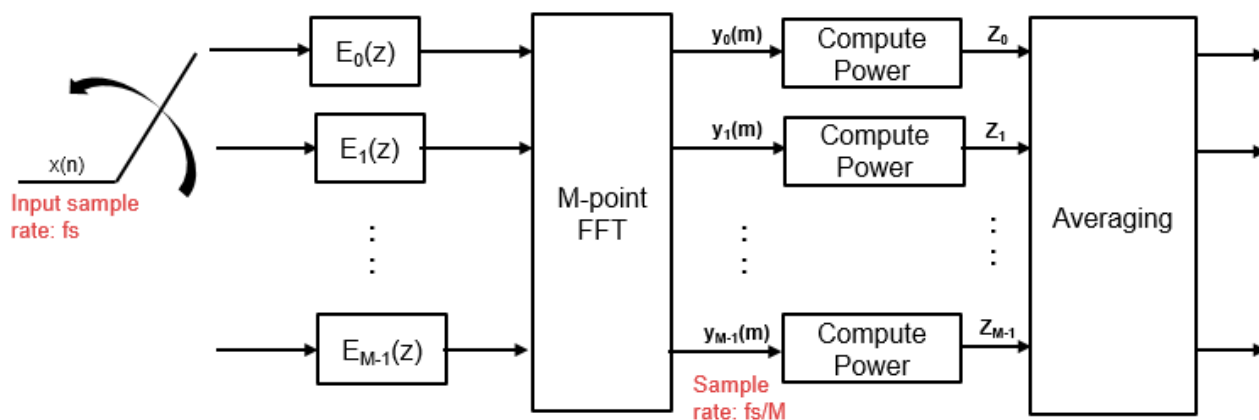 x(n)
Input sample
rate: fs
E0(z)
E1(z)
⋮ ⋮
EM-1(z)
M-point
FFT
y0(m)
y1(m)
⋮ ⋮
yM-1(m)
Sample
rate: fs/M
Compute
Power
Compute
Power
Compute
Power
Z0
Z1
⋮
ZM-1
Averaging